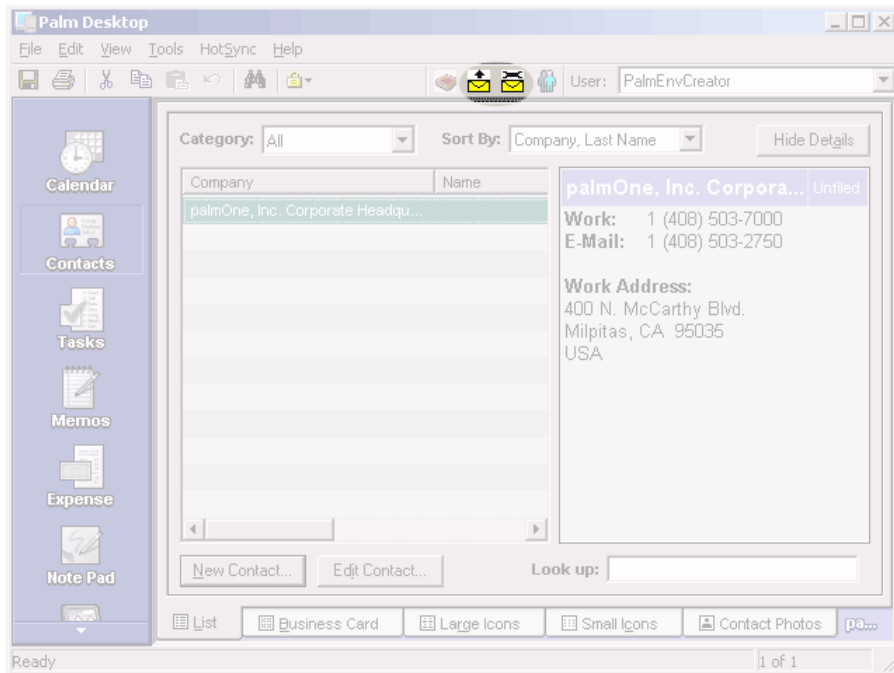 Palm Desktop
File Edit View Tools HotSync Help
User: PalmEnvCreator
Category: All Sort By: Company, Last Name Hide Details
Calendar
Contacts
Tasks
Memos
Expense
Note Pad
Company Name
palmOne, Inc. Corporate Headqu...
palmOne, Inc. Corpora... Unfiled
Work: 1 (408) 503-7000
E-Mail: 1 (408) 503-2750
Work Address:
400 N. McCarthy Blvd.
Milpitas, CA 95035
USA
New Contact... Edit Contact... Look up:
List Business Card Large Icons Small Icons Contact Photos pa...
Ready 1 of 1